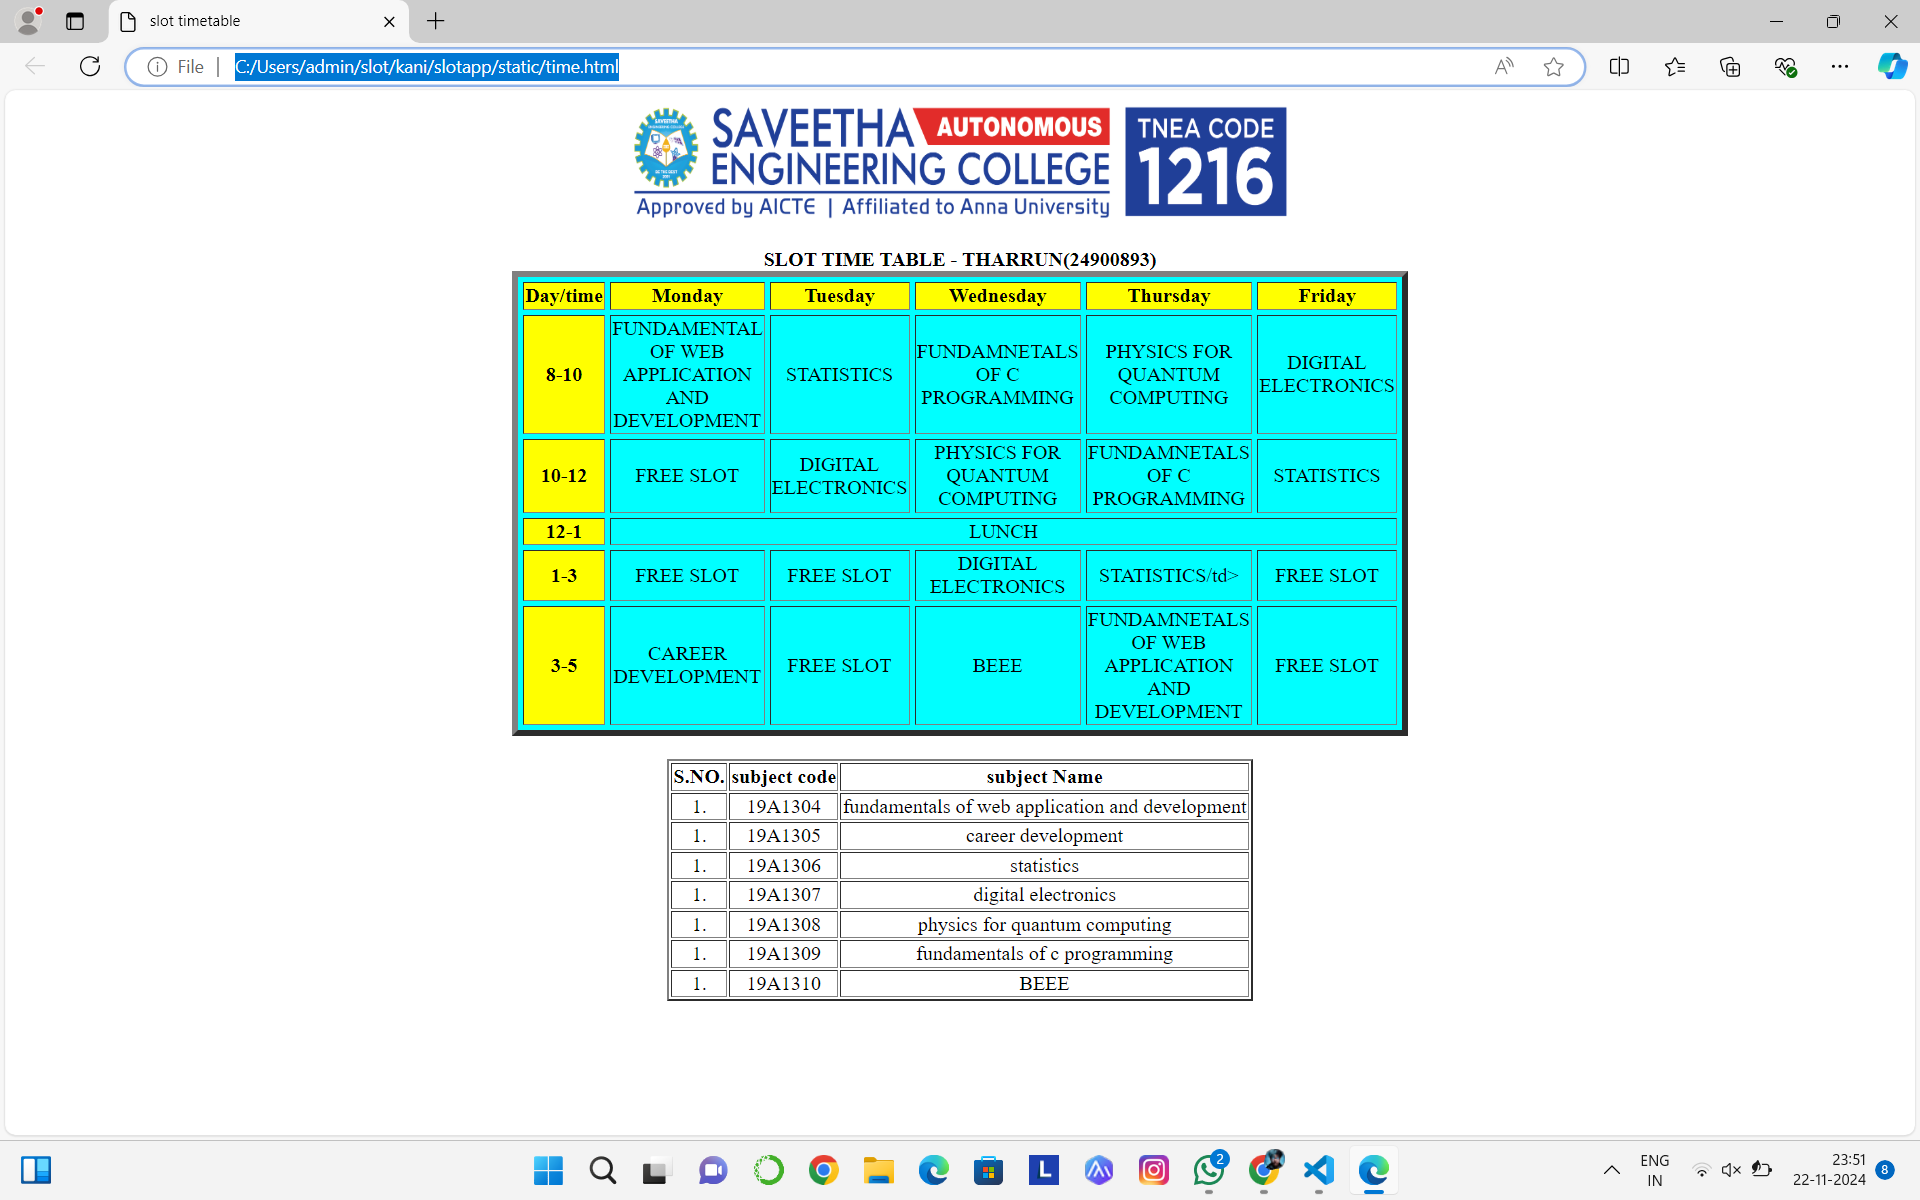 slot timetable
File
C:/Users/admin/slot/kani/slotapp/static/time.html
SAVEETHA AUTONOMOUS
ENGINEERING COLLEGE
Approved by AICTE | Affiliated to Anna University
TNEA CODE
1216
SLOT TIME TABLE - THARRUN(24900893)
Day/time Monday Tuesday Wednesday Thursday Friday
8-10
FUNDAMENTAL
OF WEB
APPLICATION
AND
DEVELOPMENT
STATISTICS
FUNDAMNETALS
OF C
PROGRAMMING
PHYSICS FOR
QUANTUM
COMPUTING
DIGITAL
ELECTRONICS
10-12
FREE SLOT
DIGITAL
ELECTRONICS
PHYSICS FOR
QUANTUM
COMPUTING
FUNDAMNETALS
OF C
PROGRAMMING
STATISTICS
12-1 LUNCH
1-3
FREE SLOT
FREE SLOT
DIGITAL
ELECTRONICS
STATISTICS/td>
FREE SLOT
3-5
CAREER
DEVELOPMENT
FREE SLOT
BEEE
FUNDAMNETALS
OF WEB
APPLICATION
AND
DEVELOPMENT
FREE SLOT
S.NO. subject code subject Name
1. 19A1304 fundamentals of web application and development
1. 19A1305 career development
1. 19A1306 statistics
1. 19A1307 digital electronics
1. 19A1308 physics for quantum computing
1. 19A1309 fundamentals of c programming
1. 19A1310 BEEE
L
2
ENG
IN
23:51
22-11-2024
8